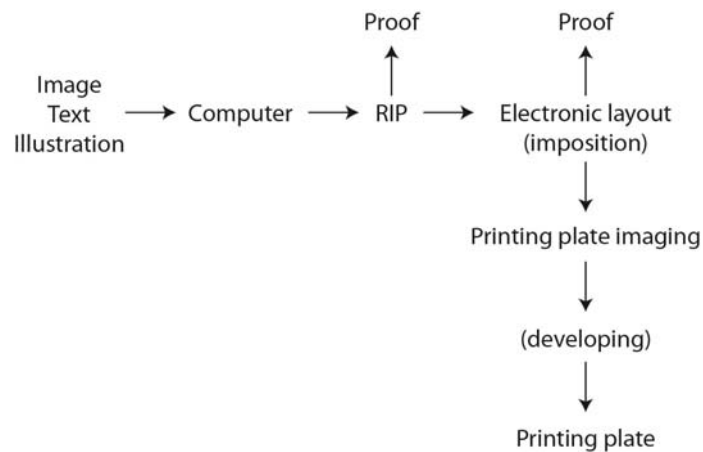 Proof
Proof
Image
Text
Illustration
Computer
RIP
Electronic layout
(imposition)
Printing plate imaging
(developing)
Printing plate